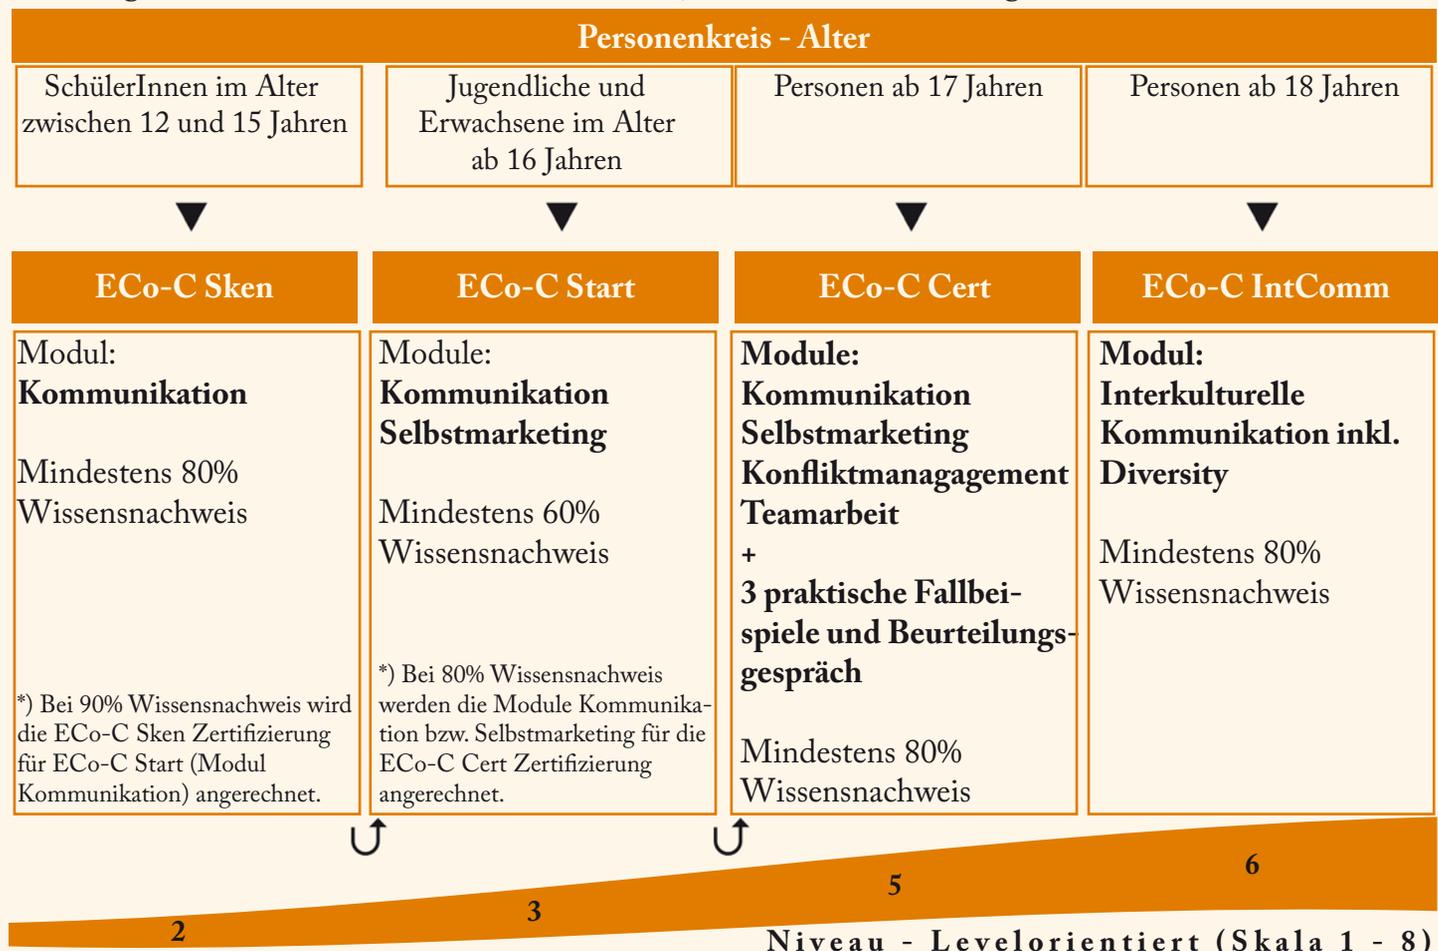 Personenkreis - Alter
SchülerInnen im Alter
zwischen 12 und 15 Jahren
Jugendliche und
Erwachsene im Alter
ab 16 Jahren
Personen ab 17 Jahren
Personen ab 18 Jahren
ECo-C Sken
ECo-C Start
ECo-C Cert
ECo-C IntComm
Modul:
Kommunikation
Mindestens 80%
Wissensnachweis
*) Bei 90% Wissensnachweis wird
die ECo-C Sken Zertifizierung
für ECo-C Start (Modul
Kommunikation) angerechnet.
Module:
Kommunikation
Selbstmarketing
Mindestens 60%
Wissensnachweis
*) Bei 80% Wissensnachweis
werden die Module Kommunika-
tion bzw. Selbstmarketing für die
ECo-C Cert Zertifizierung
angerechnet.
Module:
Kommunikation
Selbstmarketing
Konfliktmanagagement
Teamarbeit
+
3 praktische Fallbei-
spiele und Beurteilungs-
gespräch
Mindestens 80%
Wissensnachweis
Modul:
Interkulturelle
Kommunikation inkl.
Diversity
Mindestens 80%
Wissensnachweis
2
3
5
6
Niveau - Levelorientiert (Skala 1 - 8)